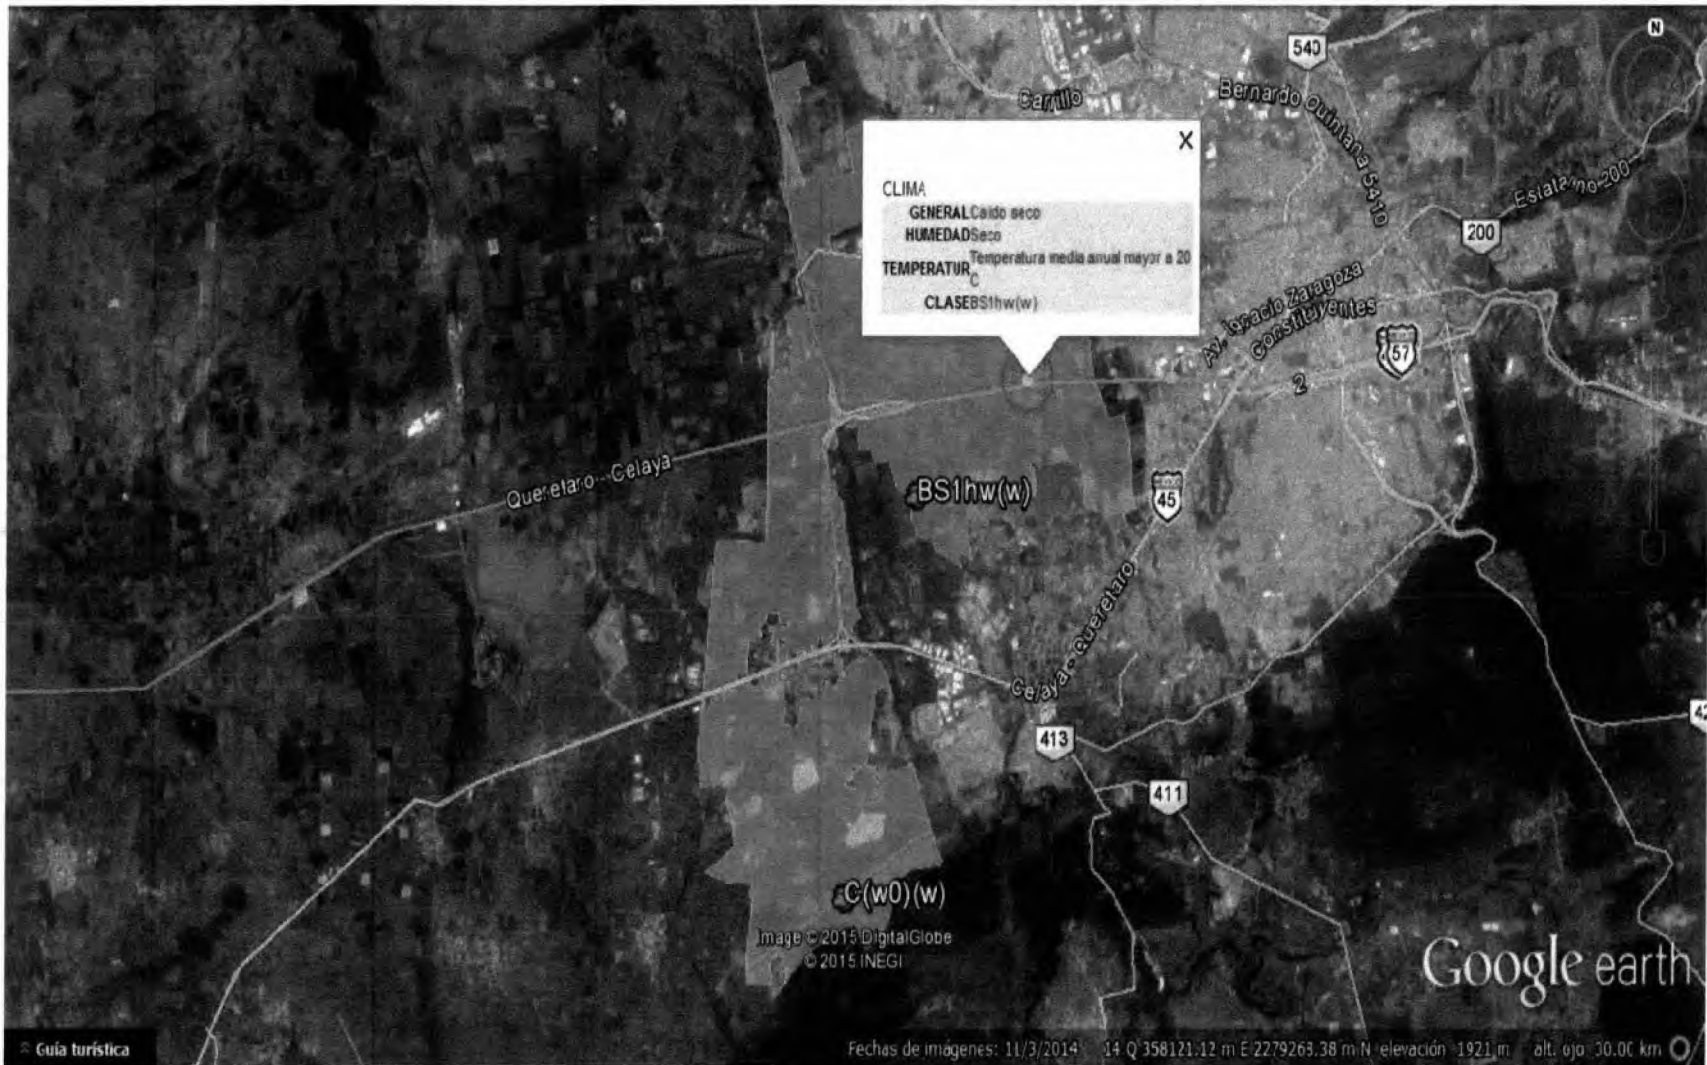 N
540
Carrillo
Bernardo Quintana 5410
X
Estatal no 200
200
CLIMA
GENERAL Calido seco
HUMEDAD Seco
TEMPERATUR Temperatura media anual mayor a 20
C
CLASE BS1hw(w)
Av. Ignacio Zaragoza
Constituyentes
57
2
Queretaro - Celaya
BS1hw(w)
45
Celaya - Queretaro
413
42
411
C(w0)(w)
Image © 2015 DigitalGlobe
© 2015 INEGI
Google earth
Guía turística
Fechas de imágenes: 11/3/2014 14 Q 358121.12 m E 2279263.38 m N elevación 1921 m alt. ojo 30.00 km